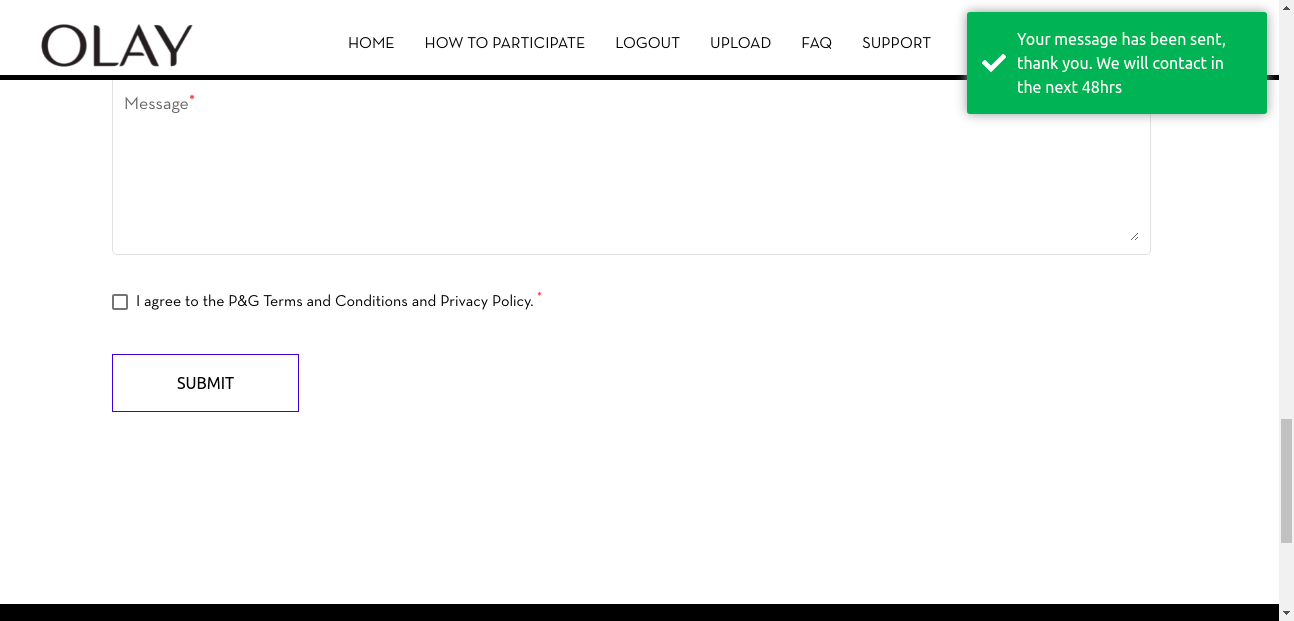 OLAY
HOME HOW TO PARTICIPATE LOGOUT UPLOAD FAQ SUPPORT
Your message has been sent,
thank you. We will contact in
the next 48hrs
Message*
I agree to the P&G Terms and Conditions and Privacy Policy. *
SUBMIT